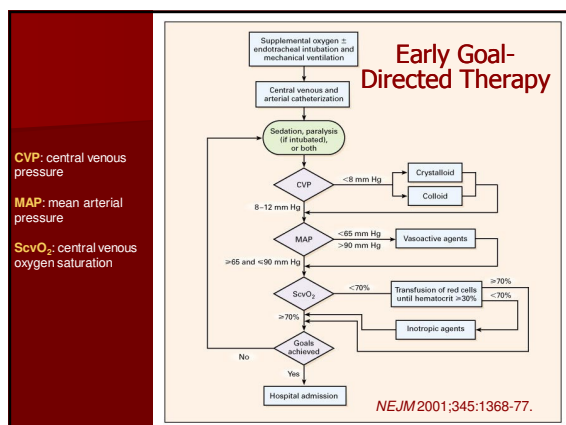 Early Goal-
Directed Therapy
CVP: central venous
pressure
MAP: mean arterial
pressure
ScvO₂: central venous
oxygen saturation
Supplemental oxygen ±
endotracheal intubation and
mechanical ventilation
Central venous and
arterial catheterization
Sedation, paralysis
(if intubated),
or both
CVP
<8 mm Hg
Crystalloid
Colloid
8–12 mm Hg
MAP
<65 mm Hg
>90 mm Hg
Vasoactive agents
≥65 and ≤90 mm Hg
ScvO₂
<70%
Transfusion of red cells
until hematocrit ≥30%
≥70%
<70%
Inotropic agents
≥70%
Goals
achieved
No
Yes
Hospital admission
NEJM 2001;345:1368-77.